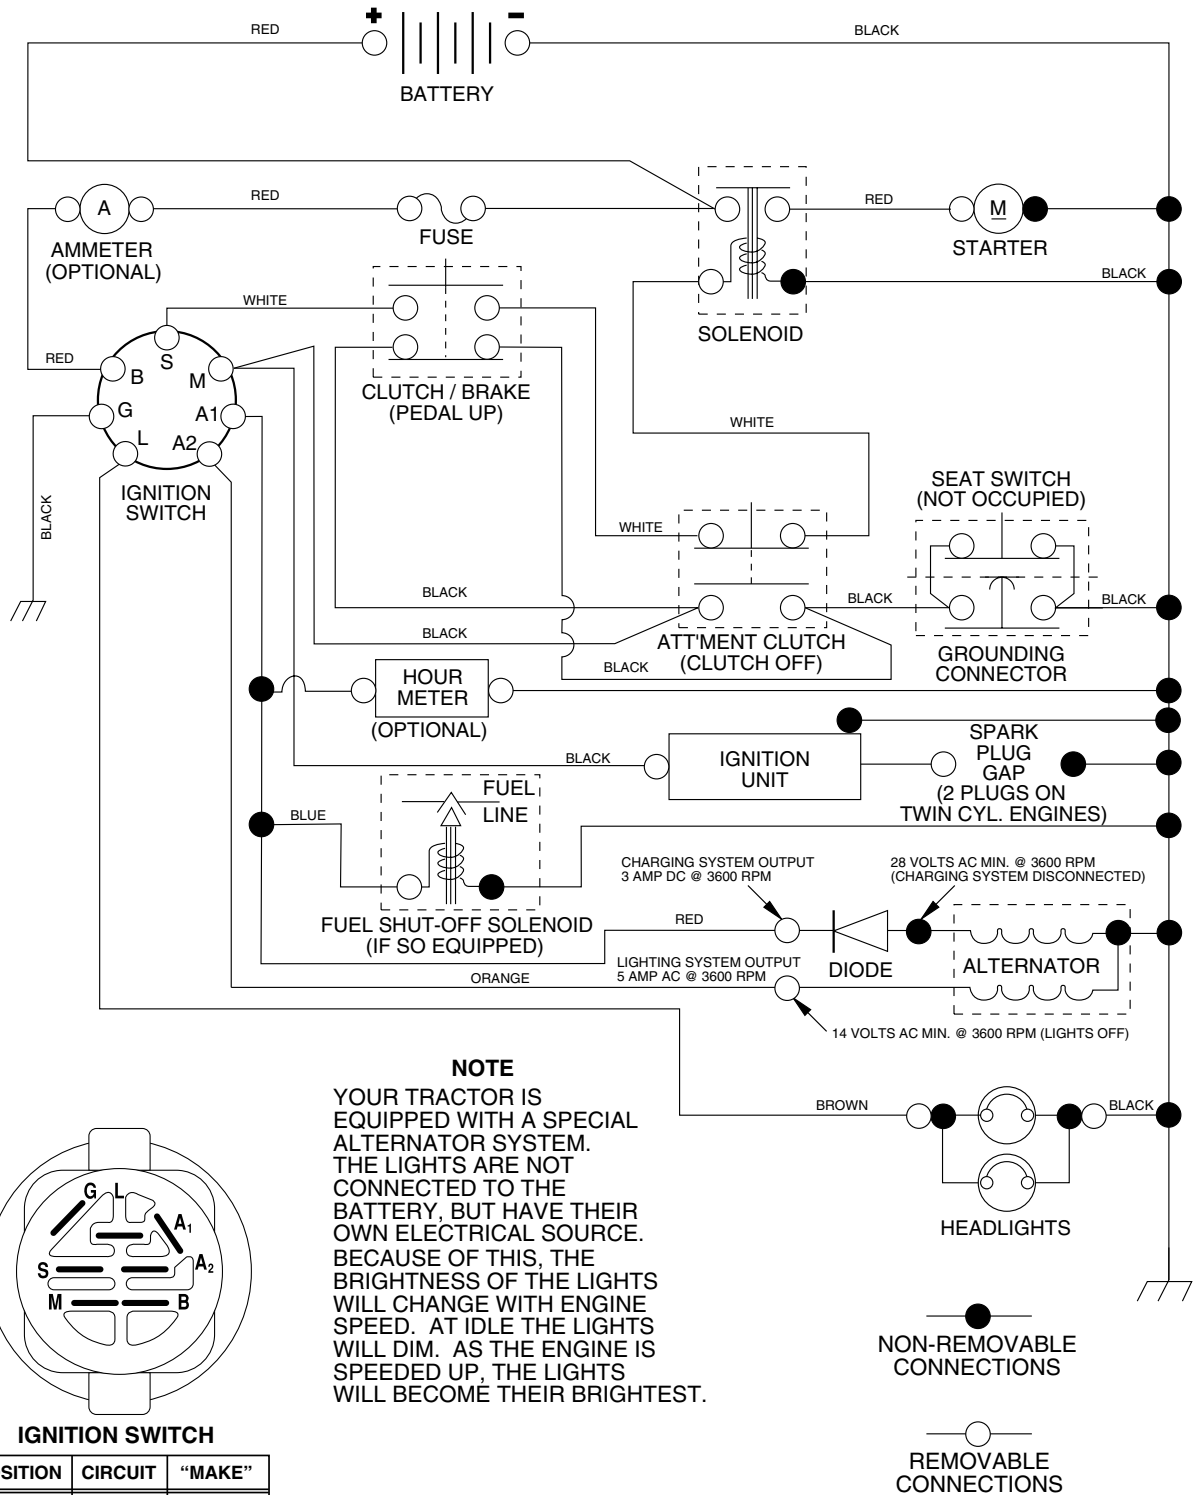 RED
+
−
BLACK
BATTERY
A
AMMETER
(OPTIONAL)
RED
FUSE
RED
M
STARTER
BLACK
SOLENOID
WHITE
CLUTCH / BRAKE
(PEDAL UP)
RED
S
B
M
G
A1
L
A2
IGNITION
SWITCH
BLACK
WHITE
SEAT SWITCH
(NOT OCCUPIED)
WHITE
BLACK
BLACK
BLACK
BLACK
ATT'MENT CLUTCH
(CLUTCH OFF)
GROUNDING
CONNECTOR
BLACK
HOUR
METER
(OPTIONAL)
BLACK
IGNITION
UNIT
SPARK
PLUG
GAP
(2 PLUGS ON
TWIN CYL. ENGINES)
FUEL
LINE
BLUE
FUEL SHUT-OFF SOLENOID
(IF SO EQUIPPED)
CHARGING SYSTEM OUTPUT
3 AMP DC @ 3600 RPM
28 VOLTS AC MIN. @ 3600 RPM
(CHARGING SYSTEM DISCONNECTED)
RED
DIODE
ALTERNATOR
LIGHTING SYSTEM OUTPUT
5 AMP AC @ 3600 RPM
ORANGE
14 VOLTS AC MIN. @ 3600 RPM (LIGHTS OFF)
NOTE
YOUR TRACTOR IS
EQUIPPED WITH A SPECIAL
ALTERNATOR SYSTEM.
THE LIGHTS ARE NOT
CONNECTED TO THE
BATTERY, BUT HAVE THEIR
OWN ELECTRICAL SOURCE.
BECAUSE OF THIS, THE
BRIGHTNESS OF THE LIGHTS
WILL CHANGE WITH ENGINE
SPEED. AT IDLE THE LIGHTS
WILL DIM. AS THE ENGINE IS
SPEEDED UP, THE LIGHTS
WILL BECOME THEIR BRIGHTEST.
BROWN
BLACK
HEADLIGHTS
G
L
A1
S
A2
M
B
IGNITION SWITCH
SITION CIRCUIT “MAKE”
NON-REMOVABLE
CONNECTIONS
REMOVABLE
CONNECTIONS